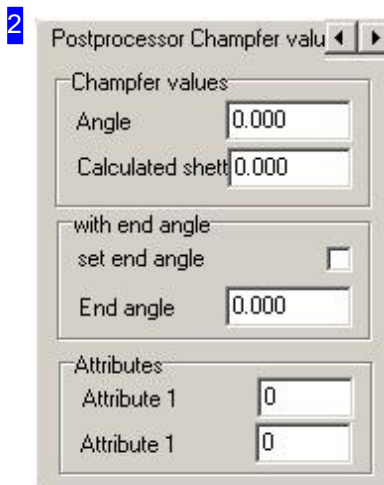 2
Postprocessor Champfer valu
Champfer values
Angle 0.000
Calculated shett 0.000
with end angle
set end angle
End angle 0.000
Attributes
Attribute 1 0
Attribute 1 0